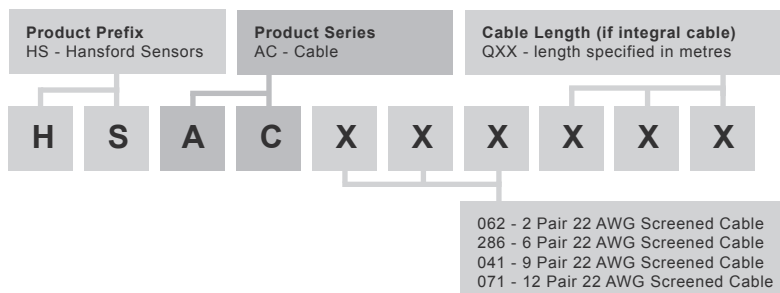 Product Prefix
HS - Hansford Sensors
Product Series
AC - Cable
Cable Length (if integral cable)
QXX - length specified in metres
H S A C X X X X X X
062 - 2 Pair 22 AWG Screened Cable
286 - 6 Pair 22 AWG Screened Cable
041 - 9 Pair 22 AWG Screened Cable
071 - 12 Pair 22 AWG Screened Cable